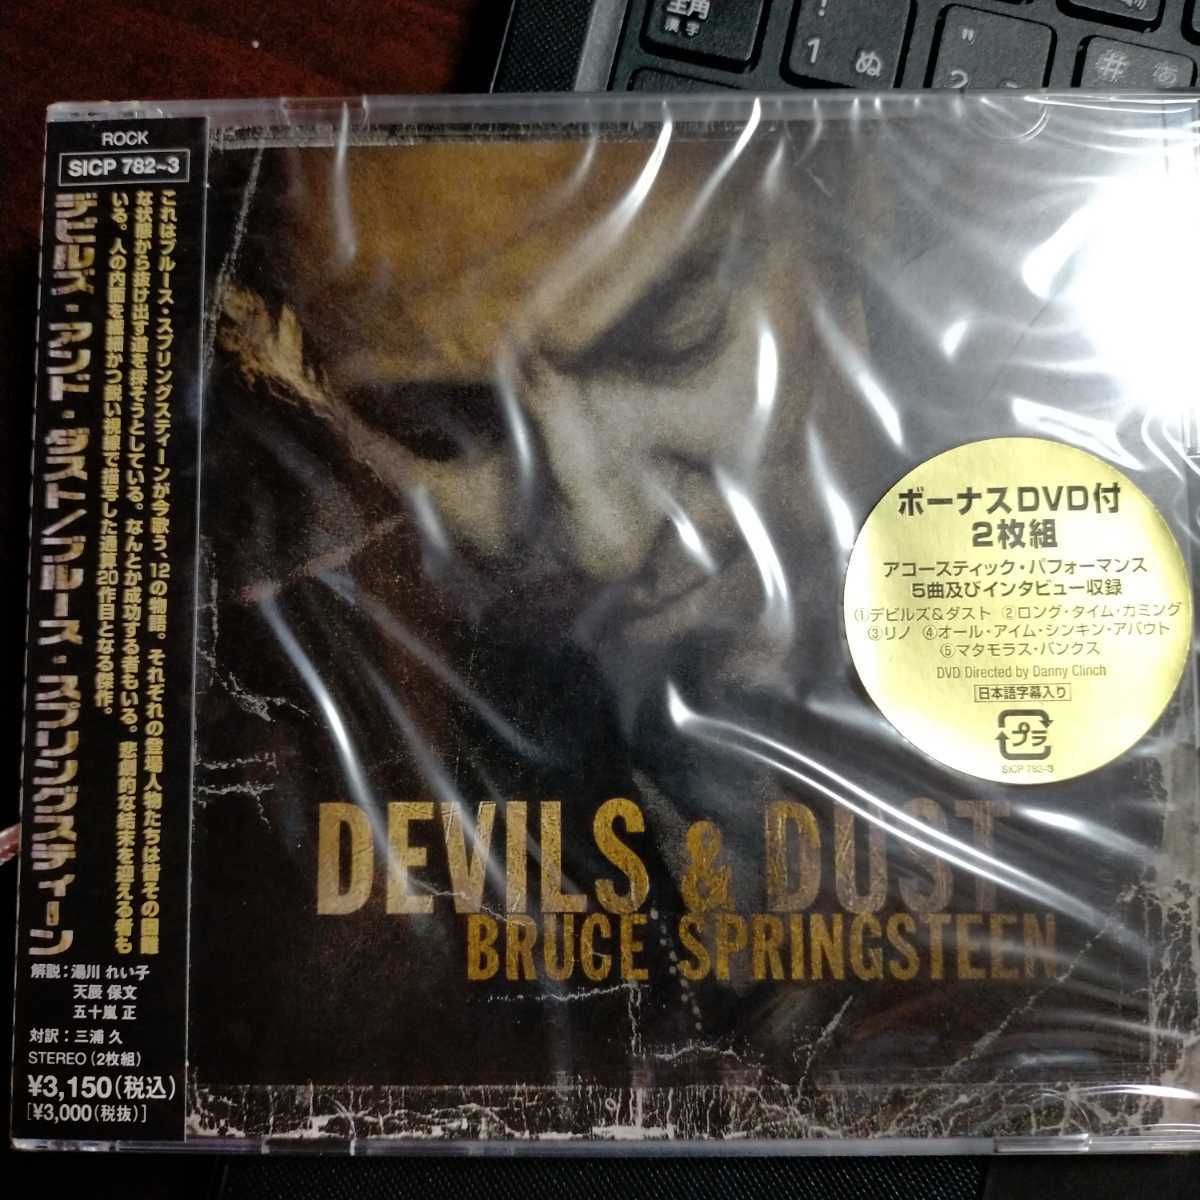 全角
漢字
!
1 ぬ
"
2 ふ
# ぁ
あ
ROCK
SICP 782~3
デビルズ・アンド・ダスト/ブルース・スプリングスティーン
これはブルース・スプリングスティーンが今歌う、12の物語。それぞれの登場人物たちは皆その困難
な状態から抜け出す道を探そうとしている。なんとか成功する者もいる。悲劇的な結末を迎える者も
いる。人の内面を繊細かつ鋭い視線で描写した通算20作目となる傑作。
解説:湯川 れい子
天辰 保文
五十嵐 正
対訳:三浦 久
STEREO (2枚組)
¥3,150(税込)
[¥3,000(税抜)]
ボーナスDVD付
2枚組
アコースティック・パフォーマンス
5曲及びインタビュー収録
①デビルズ&ダスト ②ロング・タイム・カミング
③リノ ④オール・アイム・シンキン・アバウト
⑤マタモラス・バンクス
DVD Directed by Danny Clinch
日本語字幕入り
プラ
SICP 782~3
DEVILS & DUST
BRUCE SPRINGSTEEN